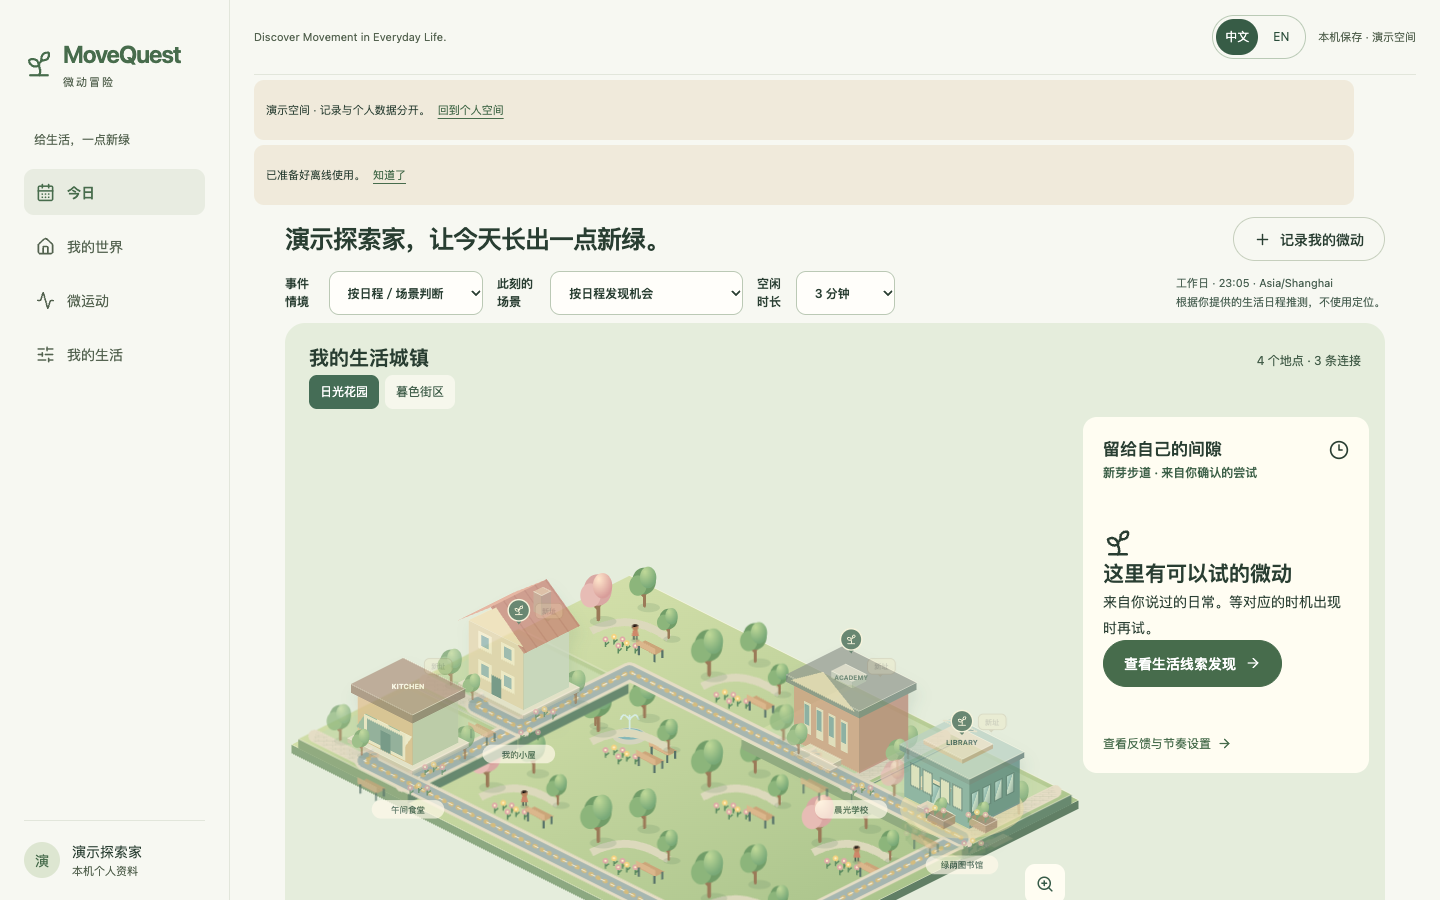 MoveQuest
微动冒险
给生活，一点新绿
今日
我的世界
微运动
我的生活
演
演示探索家
本机个人资料
Discover Movement in Everyday Life.
中文
EN
本机保存 · 演示空间
演示空间 · 记录与个人数据分开。 回到个人空间
已准备好离线使用。 知道了
演示探索家，让今天长出一点新绿。
记录我的微动
事件
情境
按日程 / 场景判断
此刻的
场景
按日程发现机会
空闲
时长
3 分钟
工作日 · 23:05 · Asia/Shanghai
根据你提供的生活日程推测，不使用定位。
我的生活城镇
4 个地点 · 3 条连接
日光花园
暮色街区
留给自己的间隙
新芽步道 · 来自你确认的尝试
这里有可以试的微动
来自你说过的日常。等对应的时机出现
时再试。
查看生活线索发现
查看反馈与节奏设置
KITCHEN
ACADEMY
LIBRARY
我的小屋
午间食堂
晨光学校
绿荫图书馆